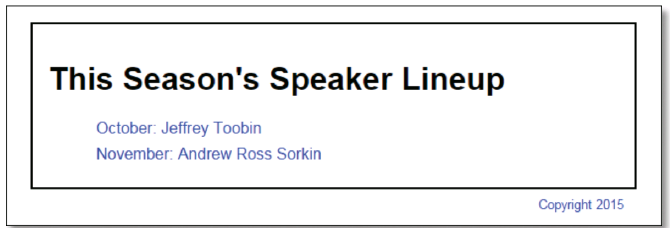 This Season's Speaker Lineup
October: Jeffrey Toobin
November: Andrew Ross Sorkin
Copyright 2015